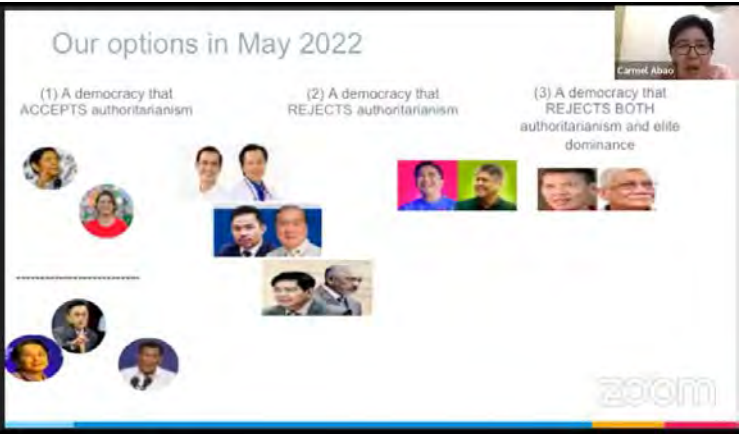 Our options in May 2022
Carmel Abao
(1) A democracy that
ACCEPTS authoritarianism
(2) A democracy that
REJECTS authoritarianism
(3) A democracy that
REJECTS BOTH
authoritarianism and elite
dominance
zoom